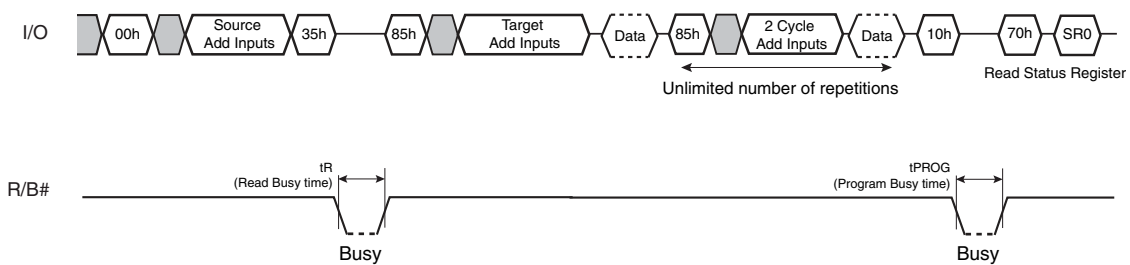 I/O
00h
Source
Add Inputs
35h
85h
Target
Add Inputs
Data
85h
2 Cycle
Add Inputs
Data
10h
70h
SR0
Unlimited number of repetitions
Read Status Register
R/B#
tR
(Read Busy time)
Busy
tPROG
(Program Busy time)
Busy